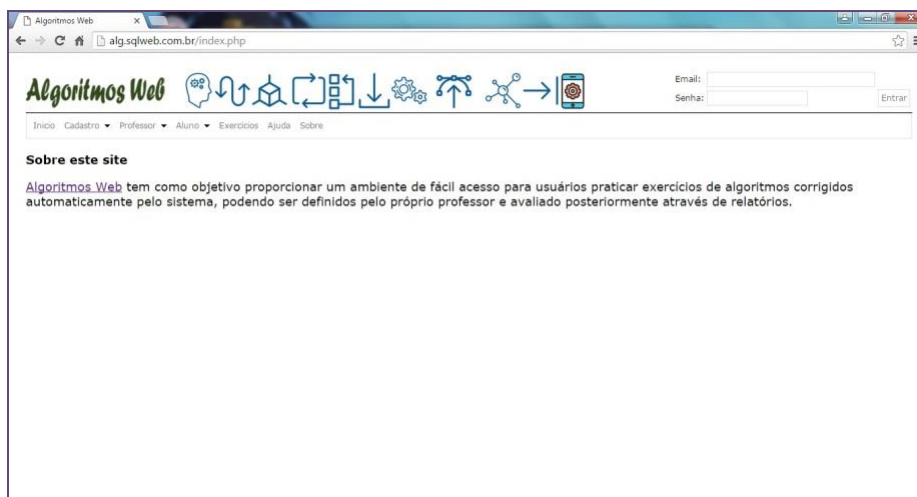 Algoritmos Web
alg.sqlweb.com.br/index.php
Algoritmos Web
Email:
Senha:
Entrar
Inicio Cadastro Professor Aluno Exercícios Ajuda Sobre
Sobre este site
Algoritmos Web tem como objetivo proporcionar um ambiente de fácil acesso para usuários praticar exercícios de algoritmos corrigidos
automaticamente pelo sistema, podendo ser definidos pelo próprio professor e avaliado posteriormente através de relatórios.